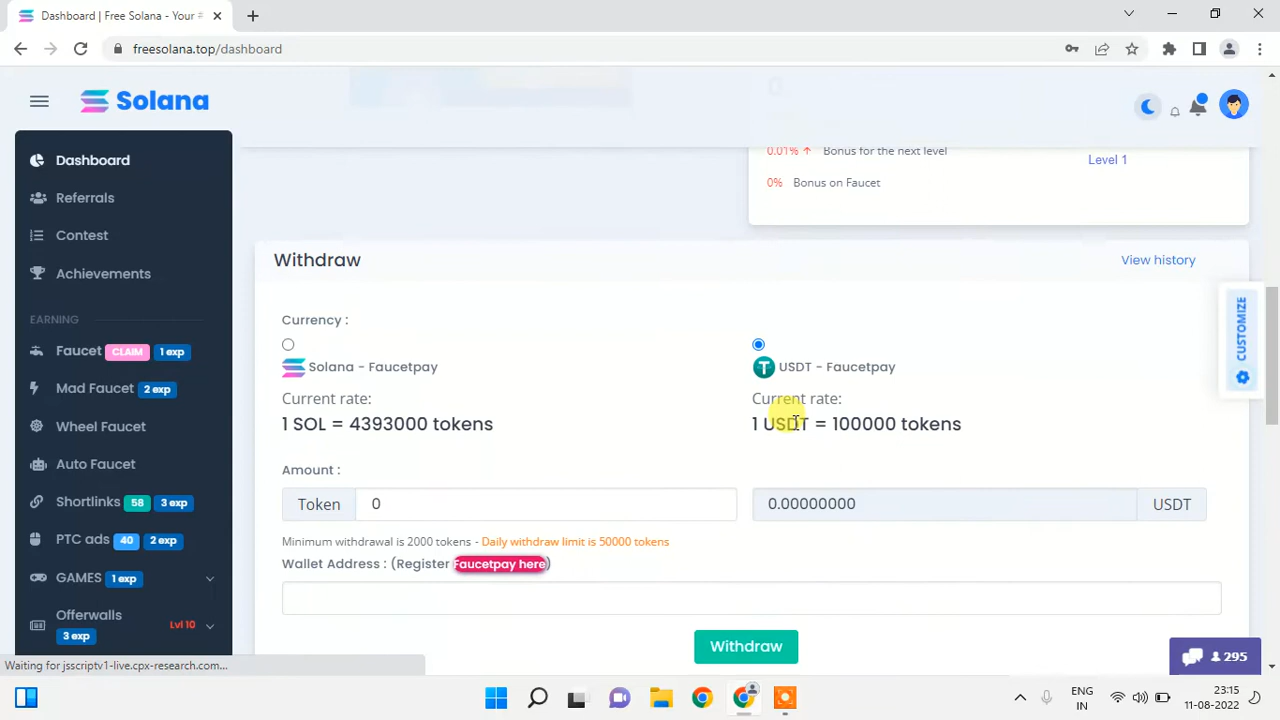 Dashboard | Free Solana - Your #
freesolana.top/dashboard
Solana
Dashboard
Referrals
Contest
Achievements
EARNING
Faucet CLAIM 1 exp
Mad Faucet 2 exp
Wheel Faucet
Auto Faucet
Shortlinks 58 3 exp
PTC ads 40 2 exp
GAMES 1 exp
Offerwalls Lvl 10
3 exp
0.01% ↑ Bonus for the next level
Level 1
0% Bonus on Faucet
Withdraw
View history
Currency :
Solana - Faucetpay
Current rate:
1 SOL = 4393000 tokens
USDT - Faucetpay
Current rate:
1 USDT = 100000 tokens
Amount :
Token 0
0.00000000 USDT
Minimum withdrawal is 2000 tokens - Daily withdraw limit is 50000 tokens
Wallet Address : (Register Faucetpay here)
Withdraw
CUSTOMIZE
295
Waiting for jsscriptv1-live.cpx-research.com...
ENG
IN
23:15
11-08-2022